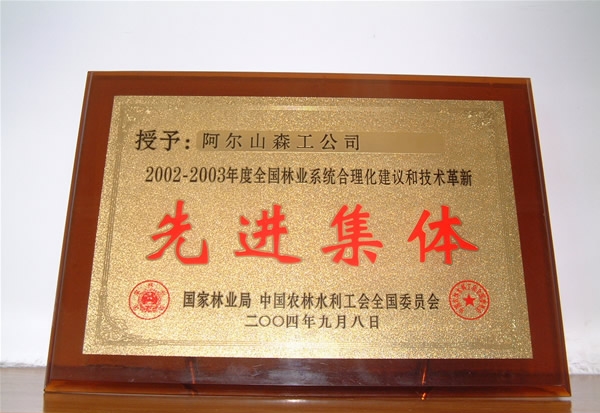 授予：阿尔山森工公司
2002-2003年度全国林业系统合理化建议和技术革新
先进集体
国家林业局 中国农林水利工会全国委员会
二〇〇四年九月八日